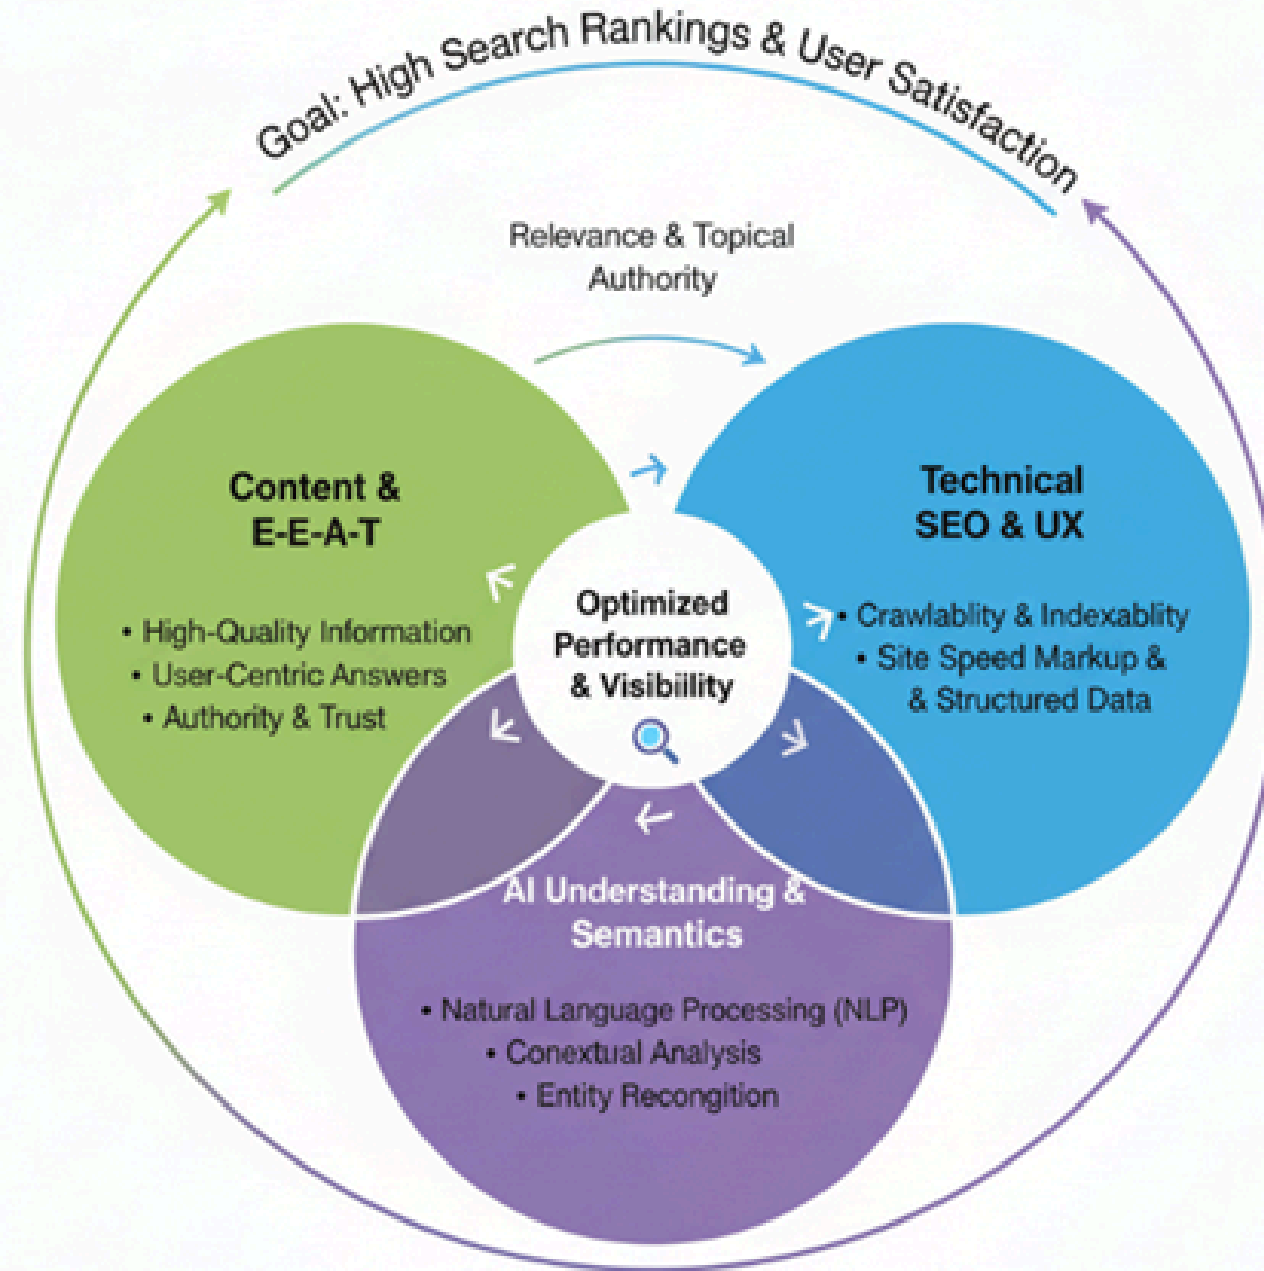 Goal: High Search Rankings & User Satisfaction
Relevance & Topical
Authority
Content &
E-E-A-T
• High-Quality Information
• User-Centric Answers
• Authority & Trust
Technical
SEO & UX
• Crawlablity & Indexablity
• Site Speed Markup &
& Structured Data
Optimized
Performance
& Visibiility
AI Understanding &
Semantics
• Natural Language Processing (NLP)
• Conextual Analysis
• Entity Recongition